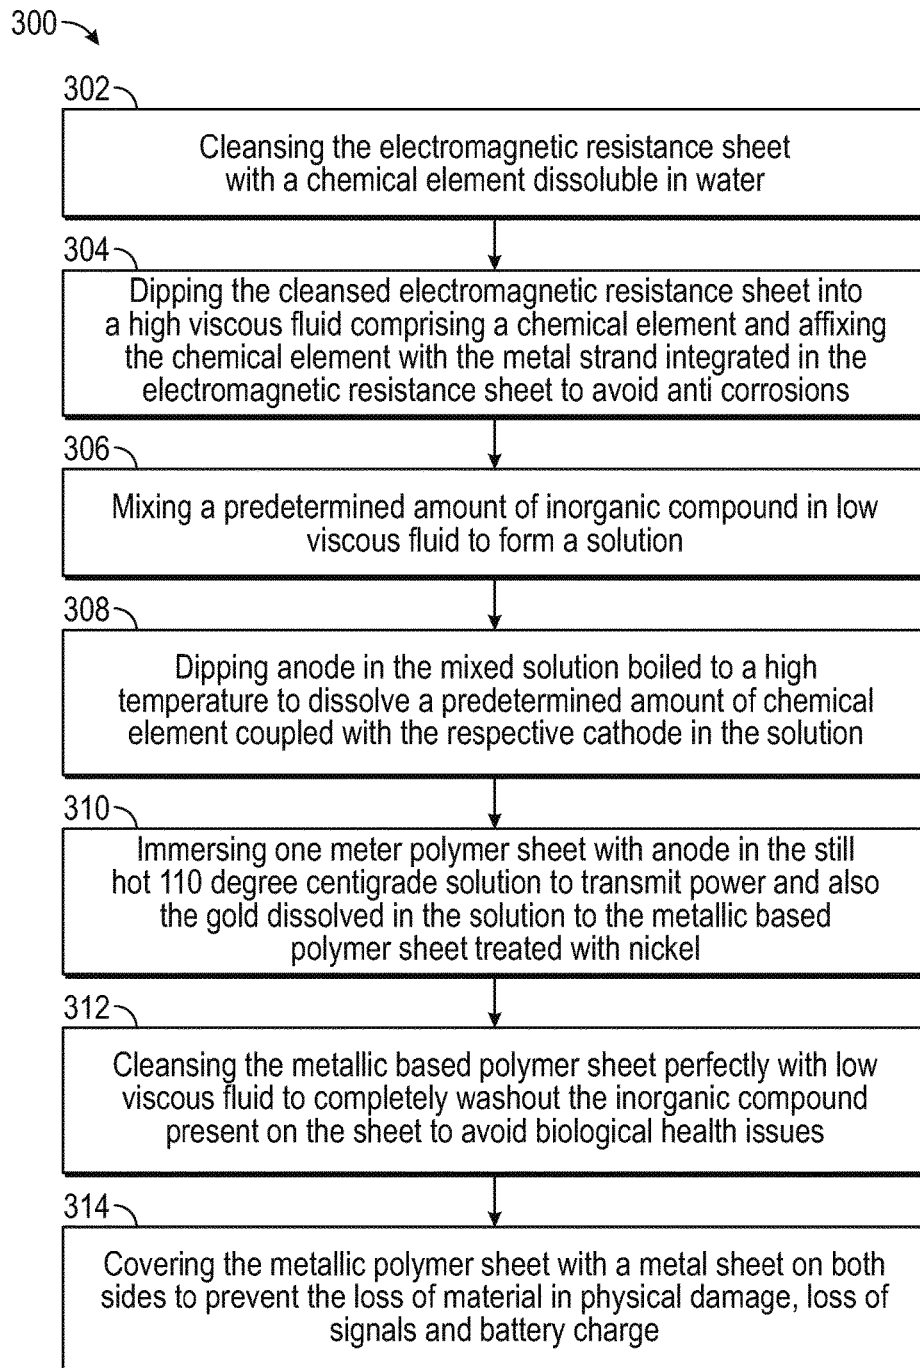 300
302
Cleansing the electromagnetic resistance sheet
with a chemical element dissoluble in water
304
Dipping the cleansed electromagnetic resistance sheet into
a high viscous fluid comprising a chemical element and affixing
the chemical element with the metal strand integrated in the
electromagnetic resistance sheet to avoid anti corrosions
306
Mixing a predetermined amount of inorganic compound in low
viscous fluid to form a solution
308
Dipping anode in the mixed solution boiled to a high
temperature to dissolve a predetermined amount of chemical
element coupled with the respective cathode in the solution
310
Immersing one meter polymer sheet with anode in the still
hot 110 degree centigrade solution to transmit power and also
the gold dissolved in the solution to the metallic based
polymer sheet treated with nickel
312
Cleansing the metallic based polymer sheet perfectly with low
viscous fluid to completely washout the inorganic compound
present on the sheet to avoid biological health issues
314
Covering the metallic polymer sheet with a metal sheet on both
sides to prevent the loss of material in physical damage, loss of
signals and battery charge